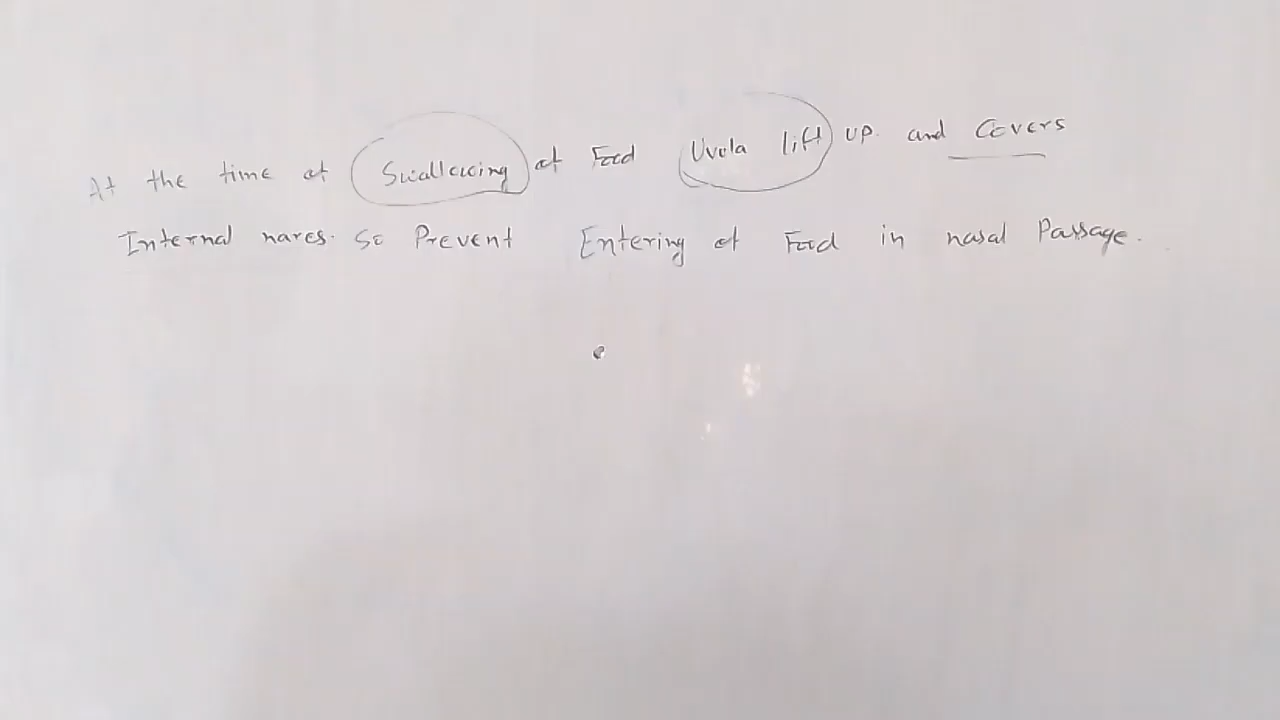 At the time of Swallowing of Food Uvula lift up. and Covers
Internal nares. So Prevent Entering of Food in nasal Passage.